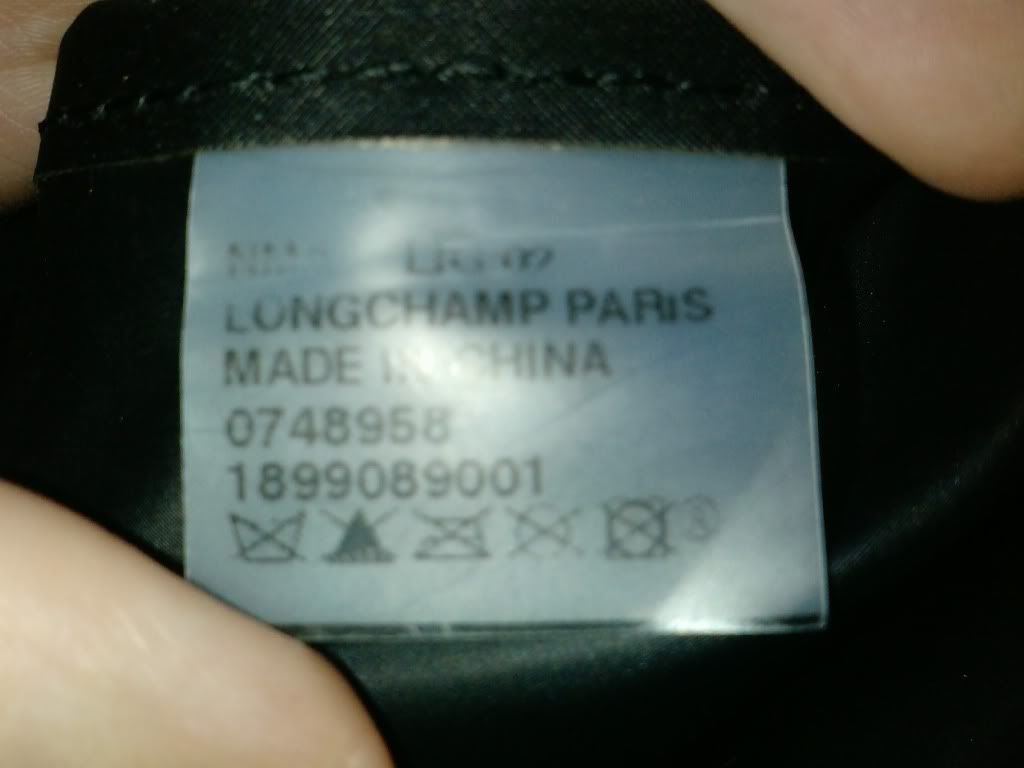 LONGCHAMP PARIS
MADE IN CHINA
0748958
1899089001